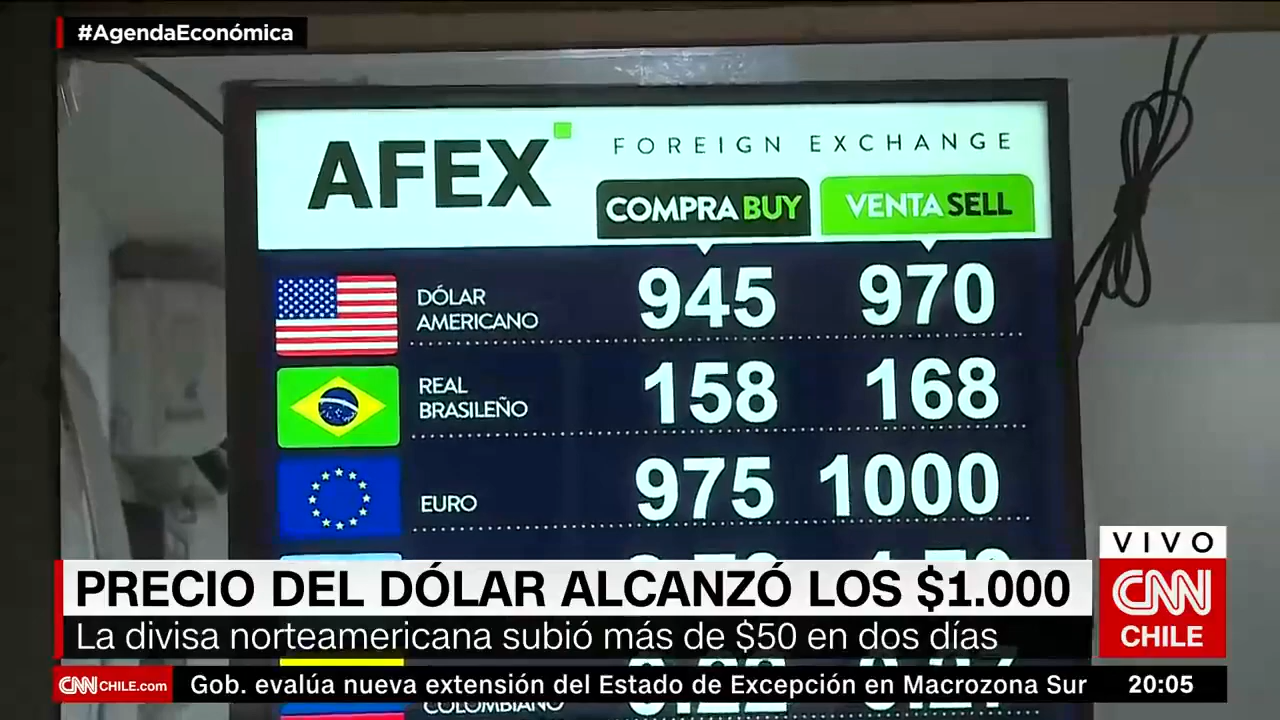 #AgendaEconómica
AFEX
FOREIGN EXCHANGE
COMPRA BUY
VENTA SELL
DÓLAR
AMERICANO
945
970
REAL
BRASILEÑO
158
168
EURO
975
1000
PRECIO DEL DÓLAR ALCANZÓ LOS $1.000
La divisa norteamericana subió más de $50 en dos días
VIVO
CNN
CHILE
COLOMBIANO
CNNCHILE.com
Gob. evalúa nueva extensión del Estado de Excepción en Macrozona Sur
20:05